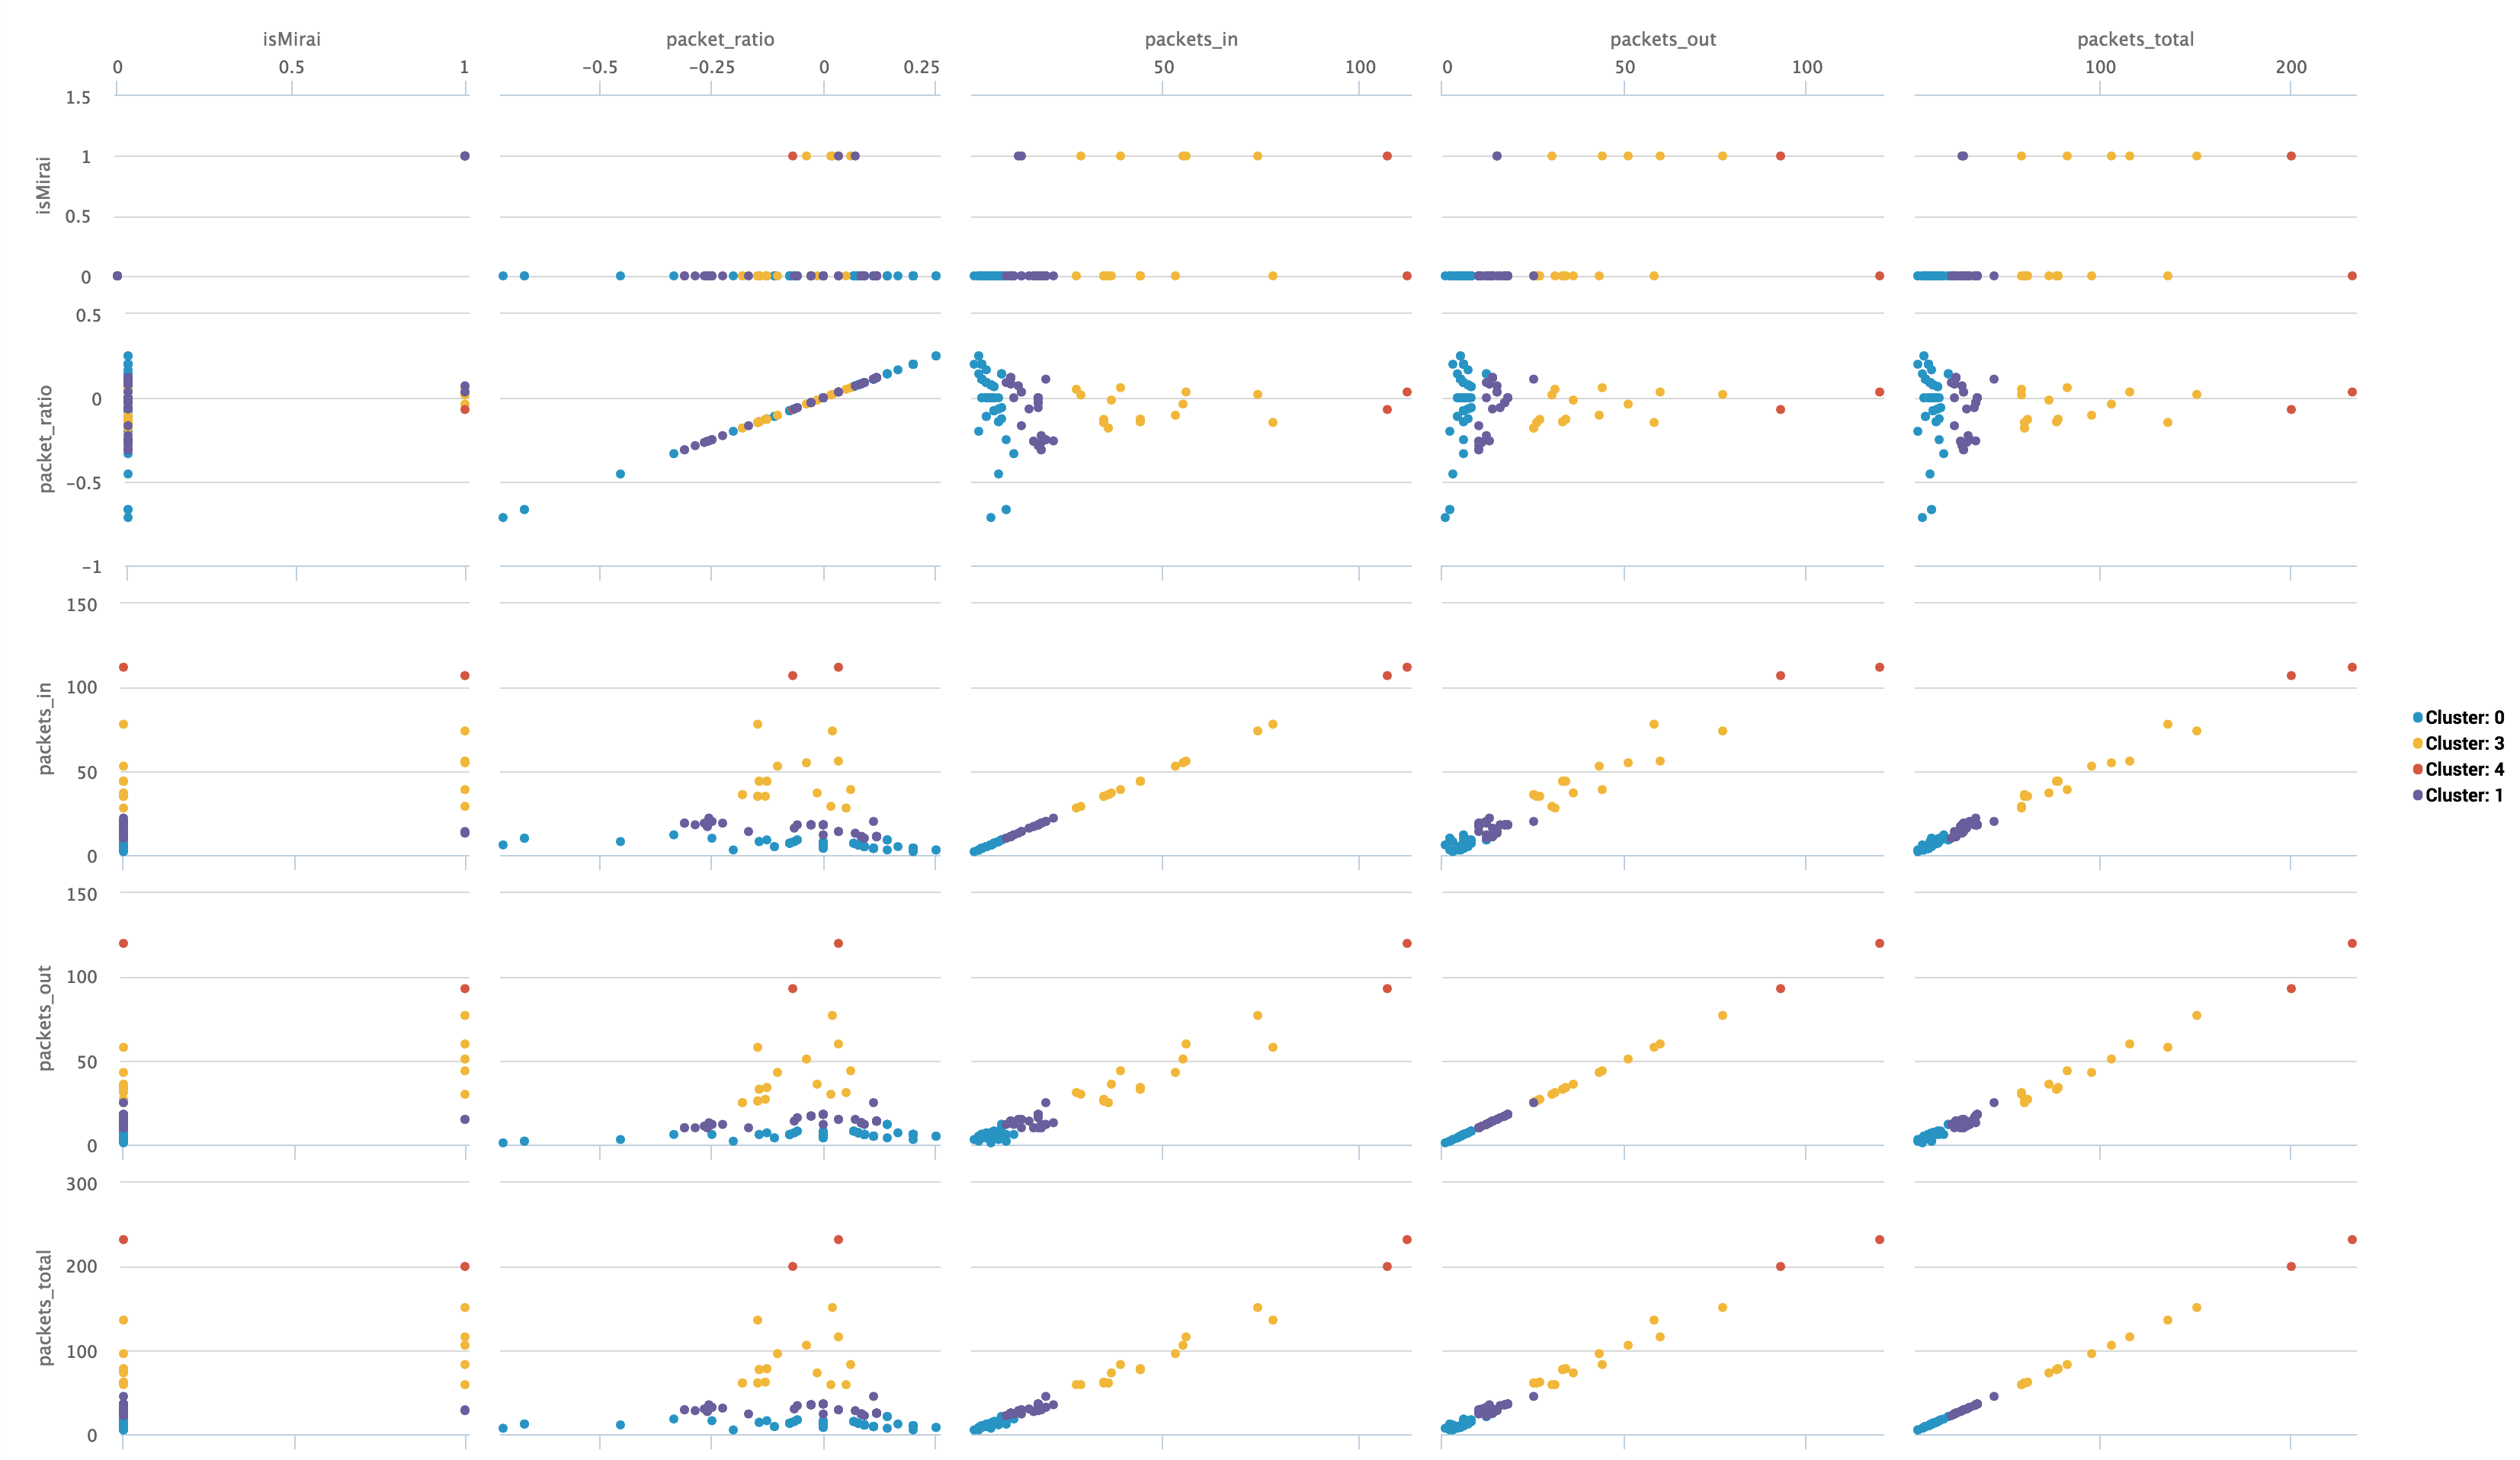 isMirai packet_ratio packets_in packets_out packets_total
0 0.5 1 −0.5 −0.25 0 0.25 50 100 0 50 100 100 200
1.5
1
0.5
0
isMirai
0.5
0
−0.5
−1
packet_ratio
150
100
50
0
packets_in
150
100
50
0
packets_out
300
200
100
0
packets_total
Cluster: 0
Cluster: 3
Cluster: 4
Cluster: 1